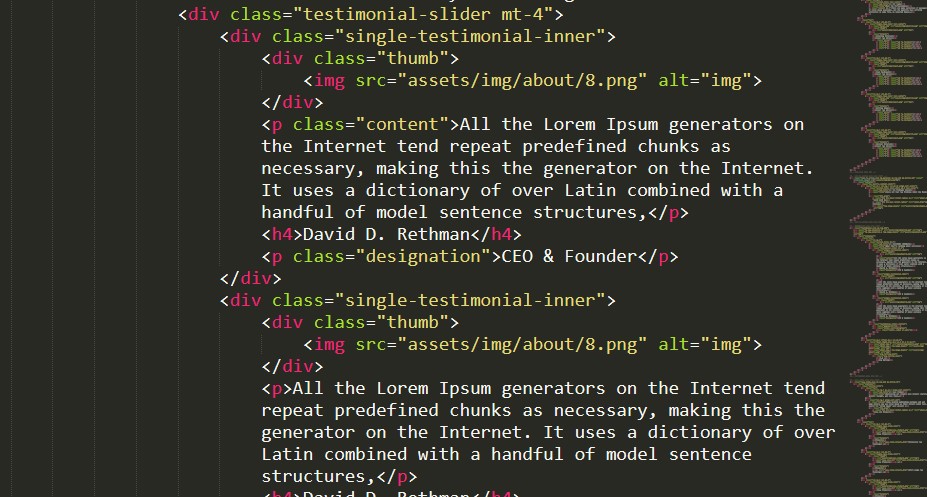 <div class="testimonial-slider mt-4">
<div class="single-testimonial-inner">
<div class="thumb">
<img src="assets/img/about/8.png" alt="img">
</div>
<p class="content">All the Lorem Ipsum generators on
the Internet tend repeat predefined chunks as
necessary, making this the generator on the Internet.
It uses a dictionary of over Latin combined with a
handful of model sentence structures,</p>
<h4>David D. Rethman</h4>
<p class="designation">CEO & Founder</p>
</div>
<div class="single-testimonial-inner">
<div class="thumb">
<img src="assets/img/about/8.png" alt="img">
</div>
<p>All the Lorem Ipsum generators on the Internet tend
repeat predefined chunks as necessary, making this the
generator on the Internet. It uses a dictionary of over
Latin combined with a handful of model sentence
structures,</p>
<h4>David D. Rethman</h4>